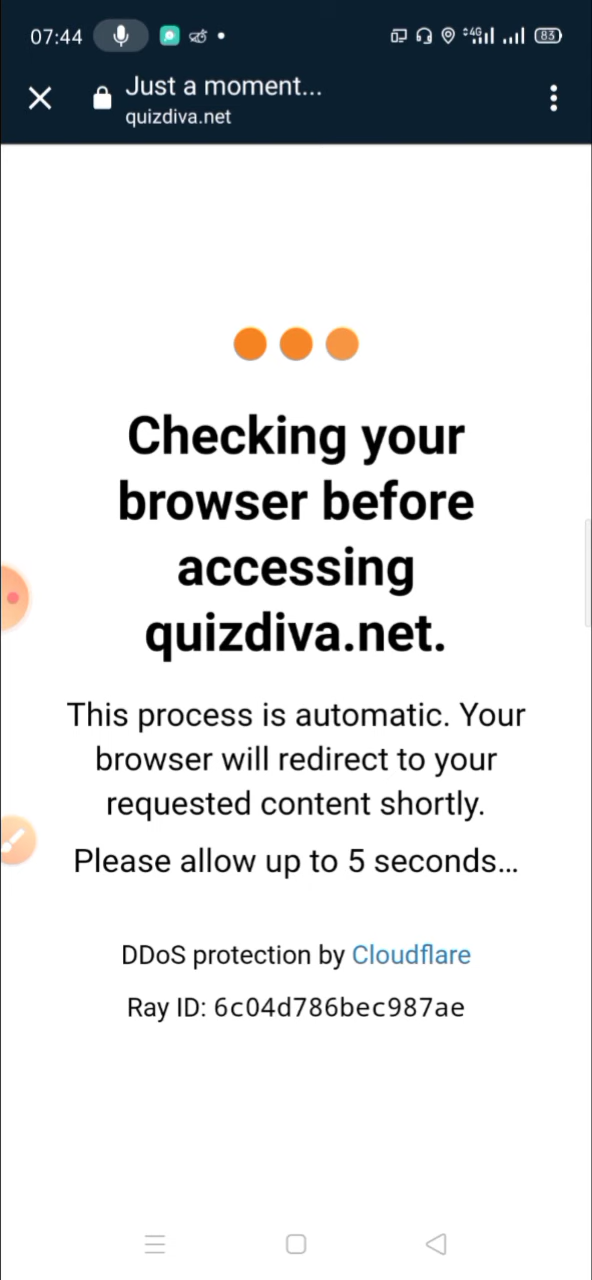 07:44
4G
83
Just a moment...
quizdiva.net
Checking your
browser before
accessing
quizdiva.net.
This process is automatic. Your
browser will redirect to your
requested content shortly.
Please allow up to 5 seconds…
DDoS protection by Cloudflare
Ray ID: 6c04d786bec987ae